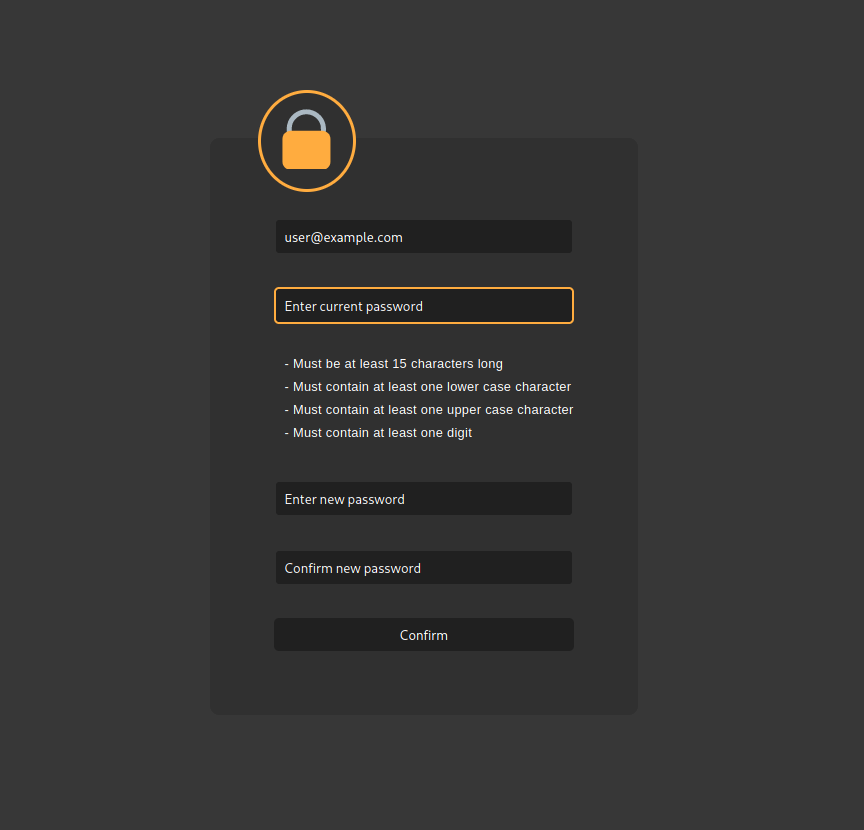 user@example.com
Enter current password
- Must be at least 15 characters long
- Must contain at least one lower case character
- Must contain at least one upper case character
- Must contain at least one digit
Enter new password
Confirm new password
Confirm